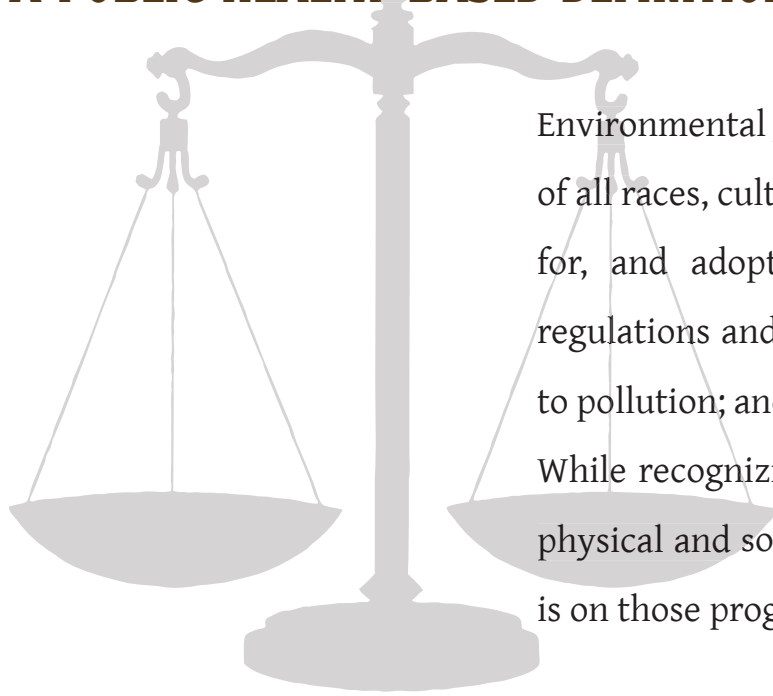 Environmental
of all races, cult
for, and adopt
regulations and
to pollution; and
While recognizi
physical and so
is on those prog